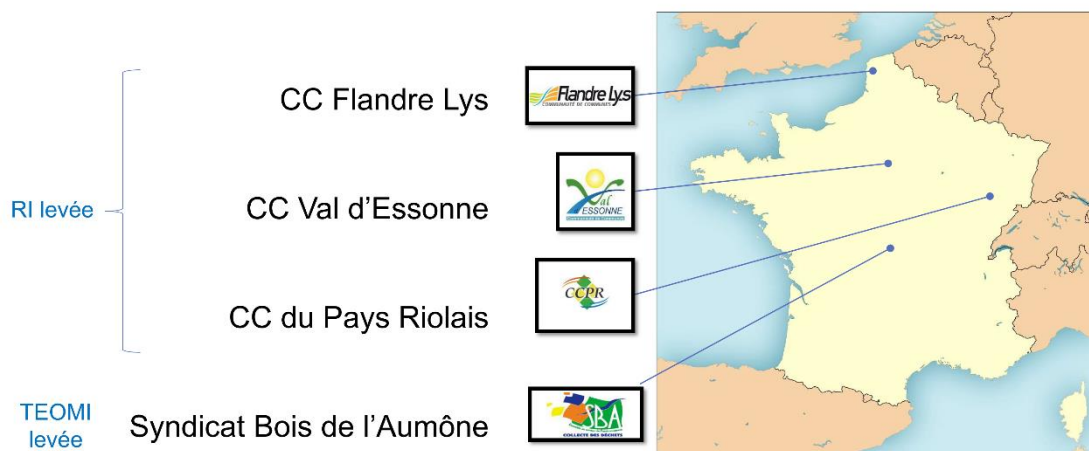 CC Flandre Lys
Flandre Lys
COMMUNAUTÉ DE COMMUNES
RI levée
CC Val d’Essonne
Val
ESSONNE
CC du Pays Riolais
CCPR
TEOMI
levée
Syndicat Bois de l’Aumône
SBA
COLLECTE DES DÉCHETS